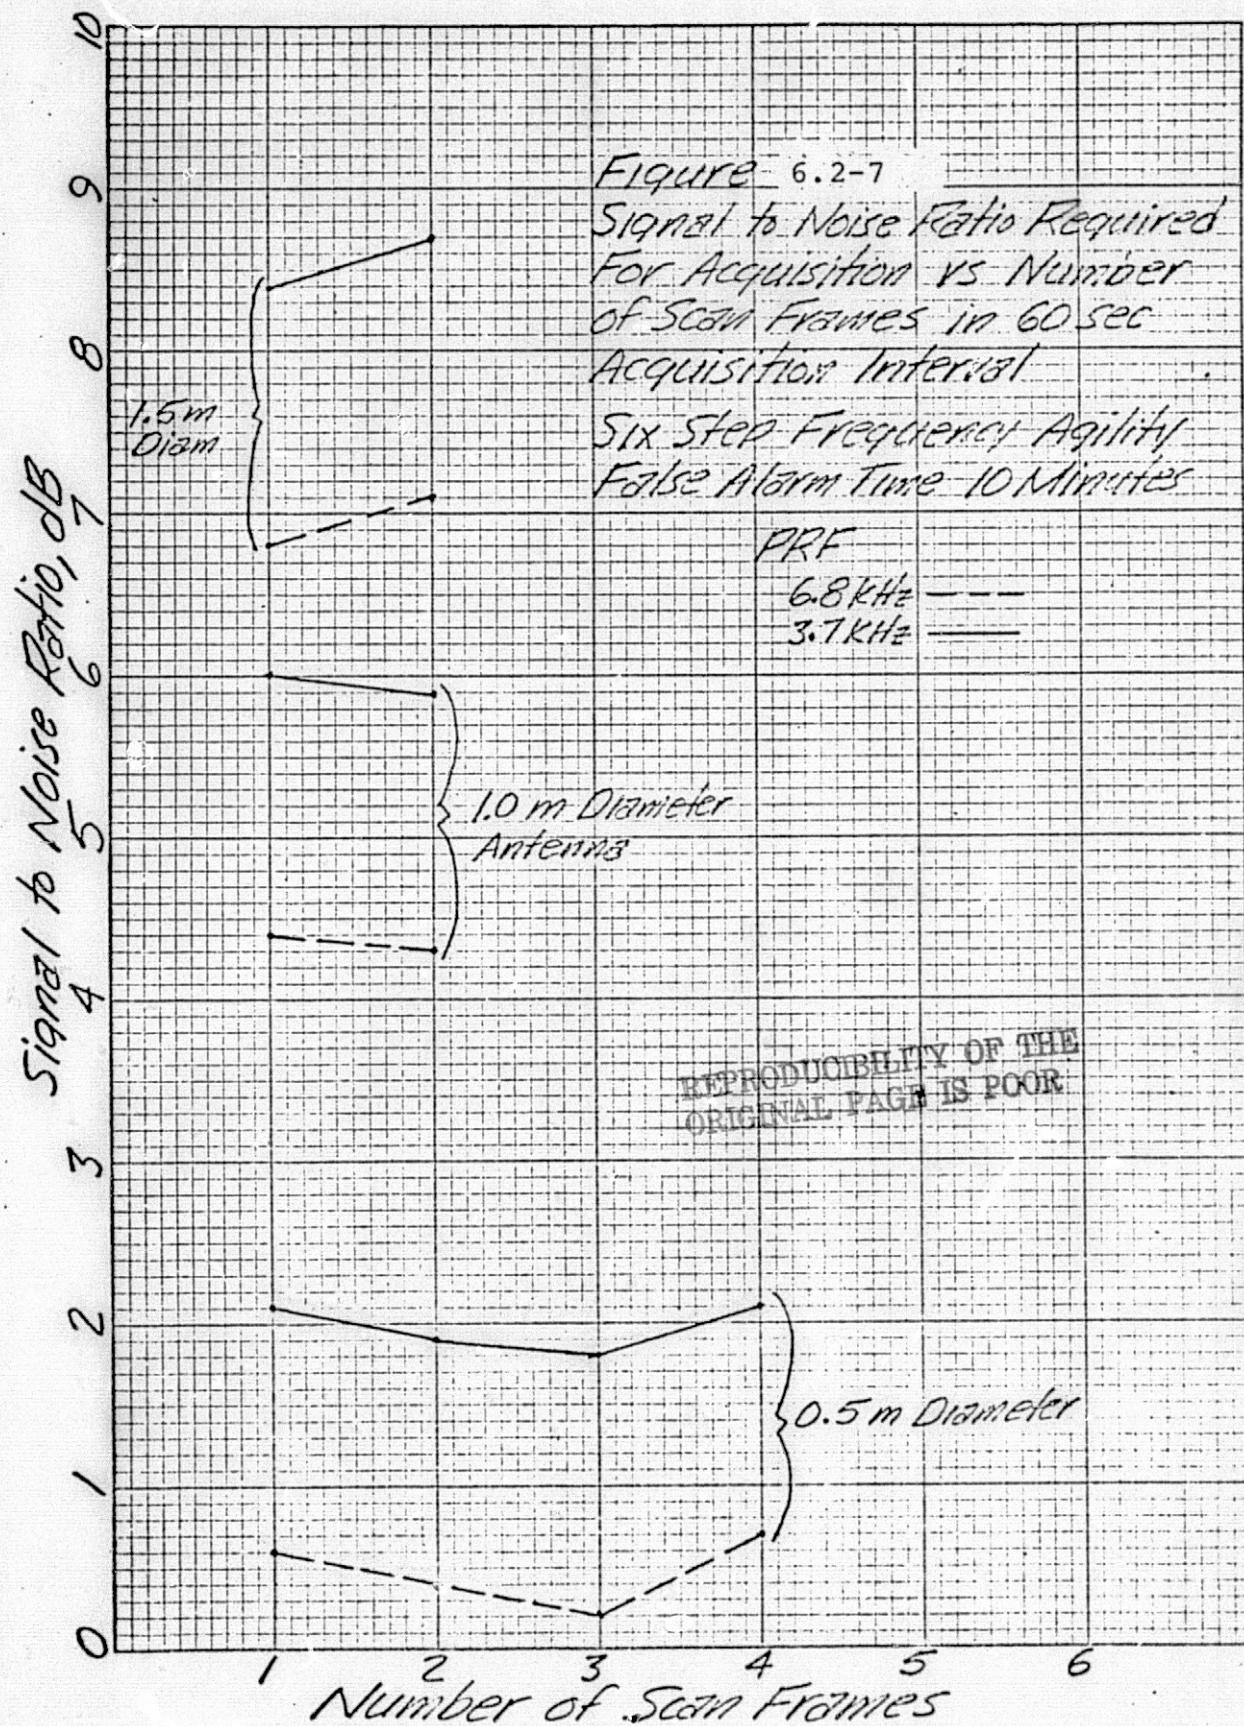 10
9
8
7
6
5
4
3
2
1
0
Signal to Noise Ratio, dB
Figure 6.2-7
Signal to Noise Ratio Required
For Acquisition vs Number
of Scan Frames in 60 sec
Acquisition Interval
Six Step Frequency Agility
False Alarm Time 10 Minutes
PRF
6.8 KHz
3.7 KHz
1.5 m
Diam
1.0 m Diameter
Antenna
REPRODUCIBILITY OF THE
ORIGINAL PAGE IS POOR
0.5 m Diameter
1 2 3 4 5 6
Number of Scan Frames